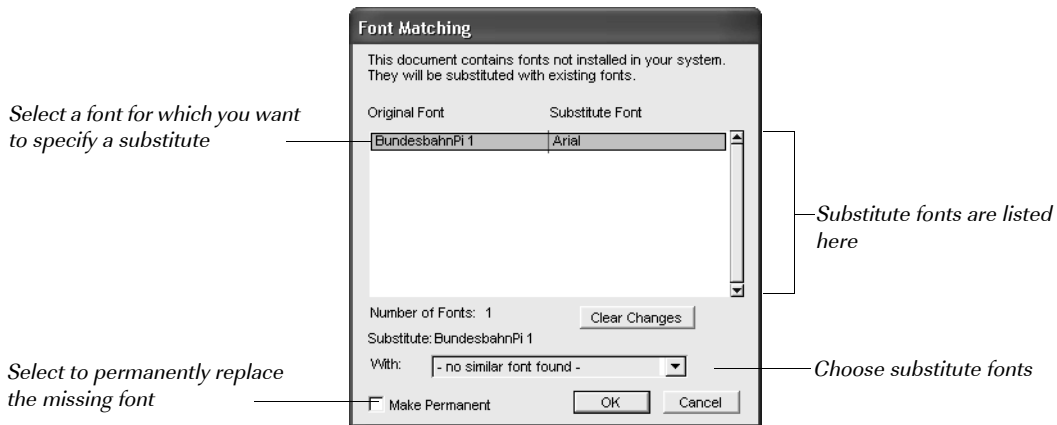 Font Matching
This document contains fonts not installed in your system.
They will be substituted with existing fonts.
Select a font for which you want
to specify a substitute
Original Font Substitute Font
BundesbahnPi 1 Arial
Substitute fonts are listed
here
Number of Fonts: 1 Clear Changes
Substitute: BundesbahnPi 1
With: - no similar font found -
Choose substitute fonts
Select to permanently replace
the missing font
Make Permanent OK Cancel